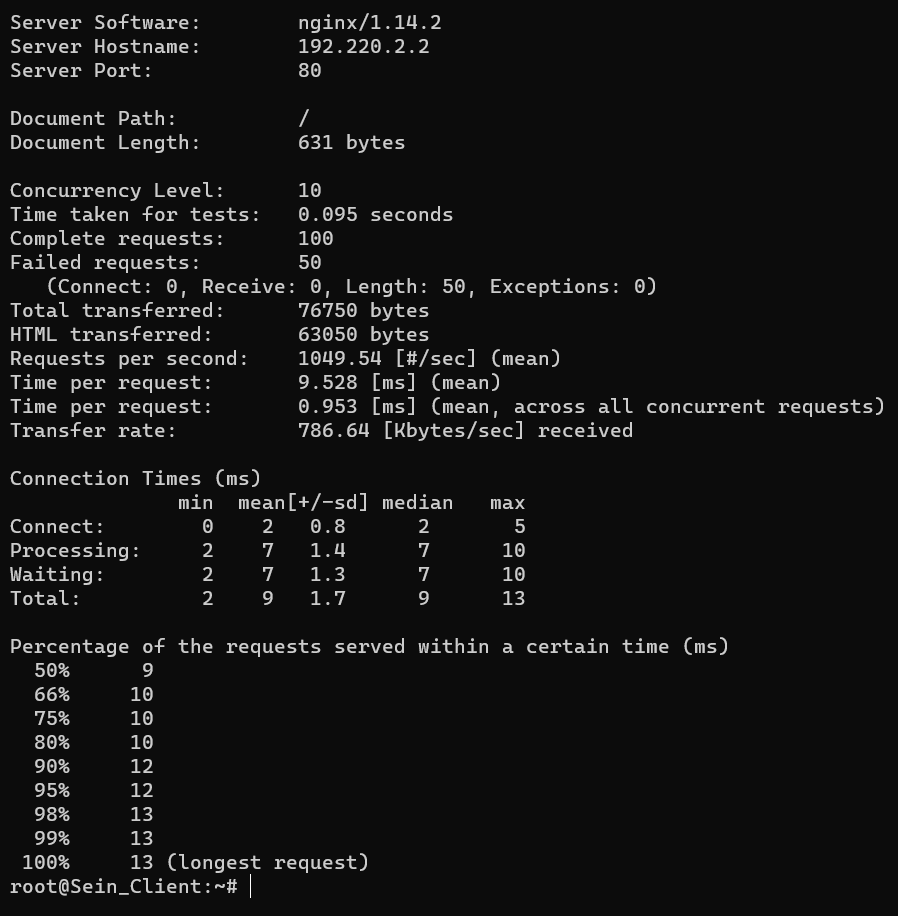 Server Software:        nginx/1.14.2
Server Hostname:        192.220.2.2
Server Port:            80

Document Path:          /
Document Length:        631 bytes

Concurrency Level:      10
Time taken for tests:   0.095 seconds
Complete requests:      100
Failed requests:        50
   (Connect: 0, Receive: 0, Length: 50, Exceptions: 0)
Total transferred:      76750 bytes
HTML transferred:       63050 bytes
Requests per second:    1049.54 [#/sec] (mean)
Time per request:       9.528 [ms] (mean)
Time per request:       0.953 [ms] (mean, across all concurrent requests)
Transfer rate:          786.64 [Kbytes/sec] received

Connection Times (ms)
              min  mean[+/-sd] median   max
Connect:        0    2   0.8      2       5
Processing:     2    7   1.4      7      10
Waiting:        2    7   1.3      7      10
Total:          2    9   1.7      9      13

Percentage of the requests served within a certain time (ms)
  50%      9
  66%     10
  75%     10
  80%     10
  90%     12
  95%     12
  98%     13
  99%     13
 100%     13 (longest request)
root@Sein_Client:~#